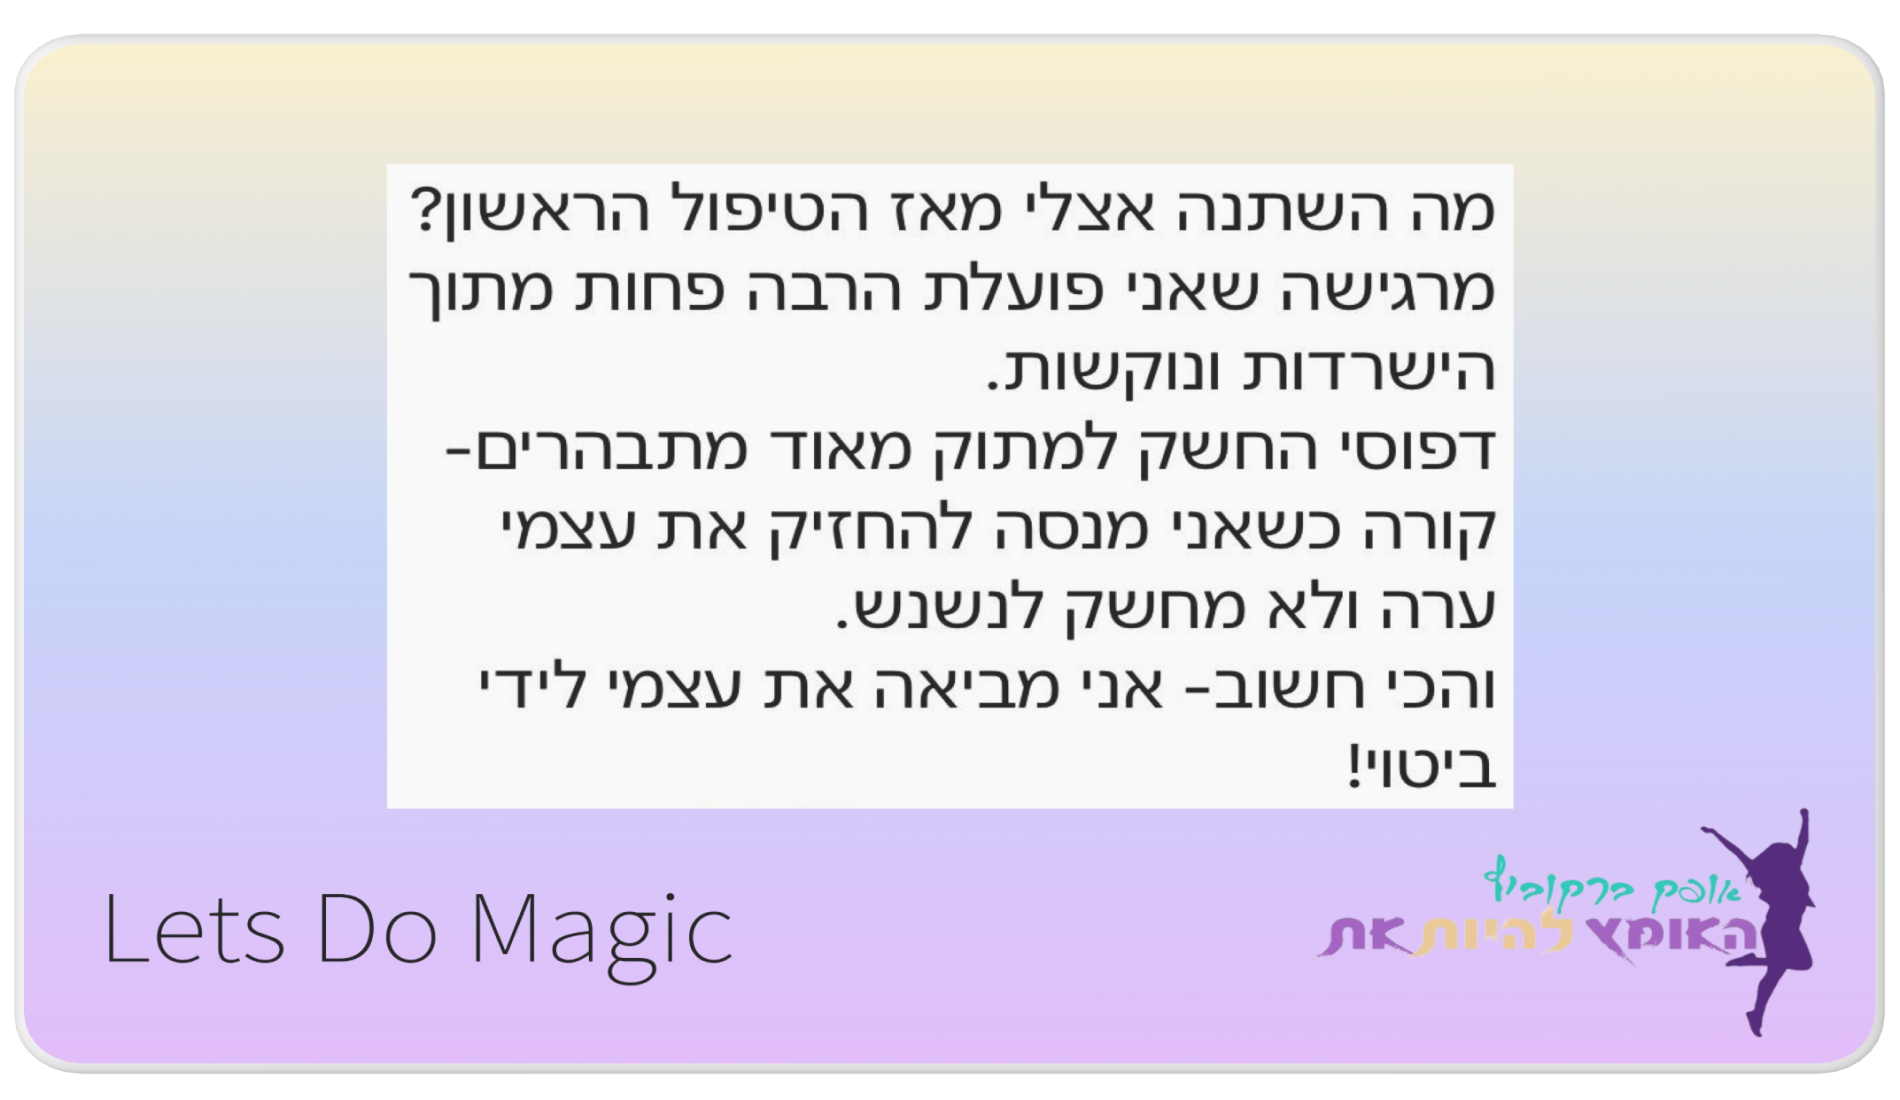 מה השתנה אצלי מאז הטיפול הראשון?
מרגישה שאני פועלת הרבה פחות מתוך
הישרדות ונוקשות.
דפוסי החשק למתוק מאוד מתבהרים-
קורה כשאני מנסה להחזיק את עצמי
ערה ולא מחשק לנשנש.
והכי חשוב- אני מביאה את עצמי לידי
ביטוי!
אופק ברקוביץ
האומץ להיות את
Lets Do Magic